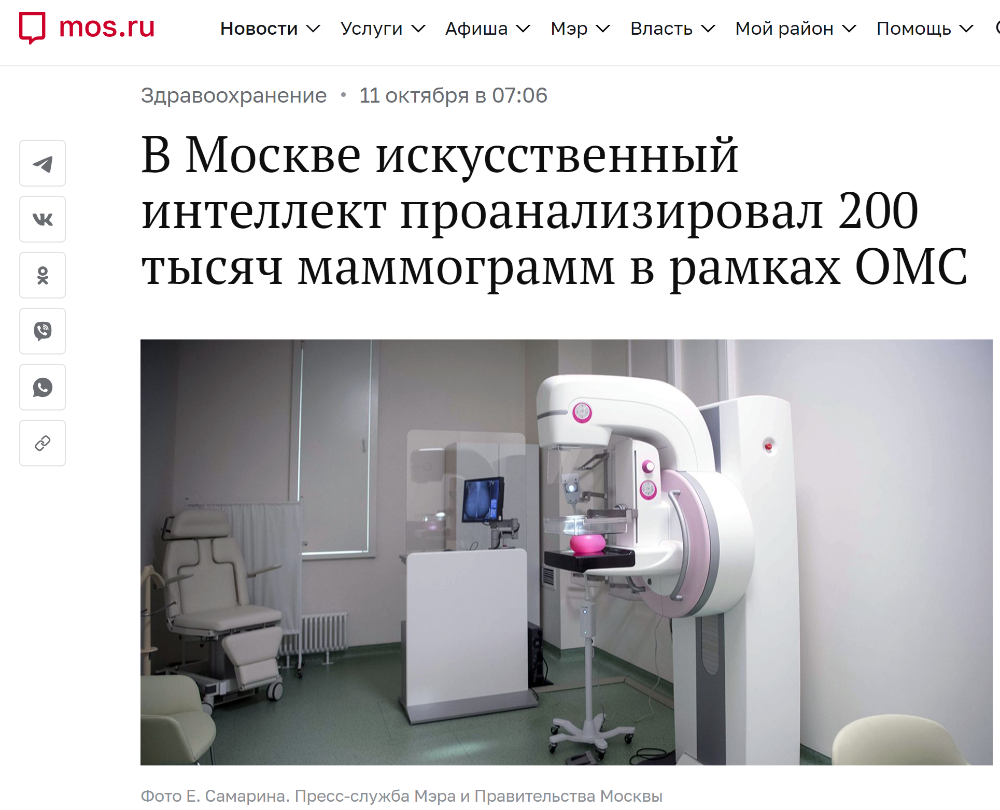 mos.ru
Новости Услуги Афиша Мэр Власть Мой район Помощь
Здравоохранение • 11 октября в 07:06
В Москве искусственный
интеллект проанализировал 200
тысяч маммограмм в рамках ОМС
Фото Е. Самарина. Пресс-служба Мэра и Правительства Москвы